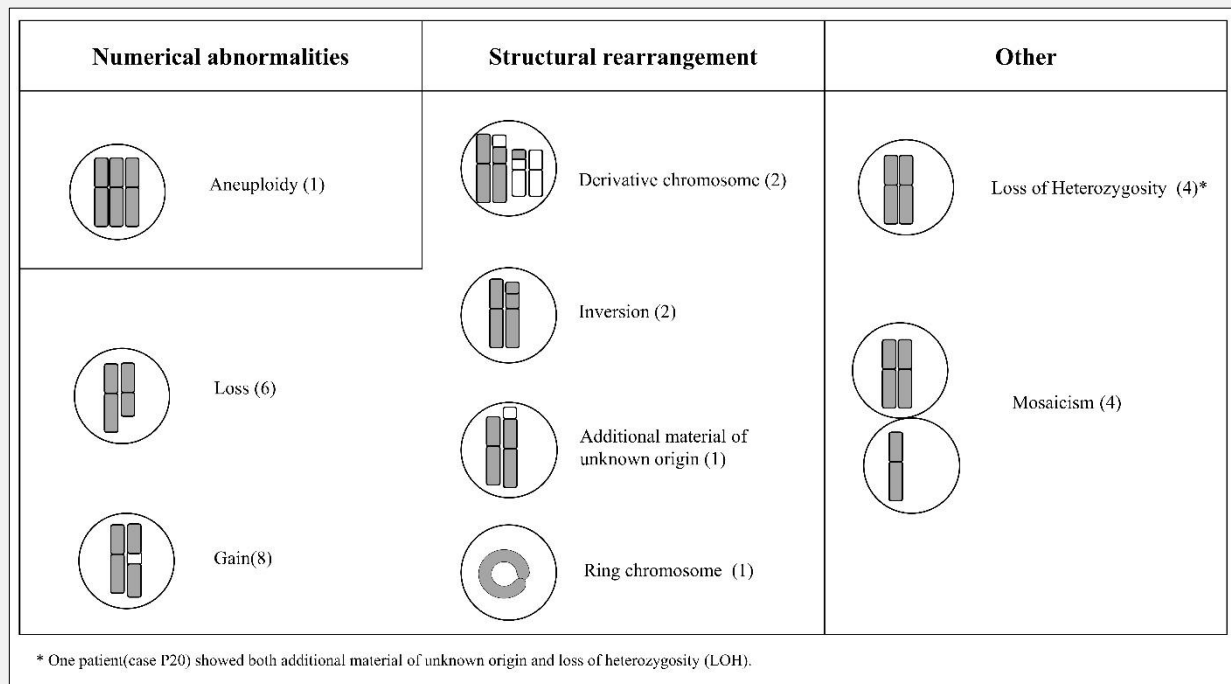 Numerical abnormalities
Structural rearrangement
Other
Aneuploidy (1)
Loss (6)
Gain(8)
Derivative chromosome (2)
Inversion (2)
Additional material of
unknown origin (1)
Ring chromosome (1)
Loss of Heterozygosity (4)*
Mosaicism (4)
* One patient(case P20) showed both additional material of unknown origin and loss of heterozygosity (LOH).